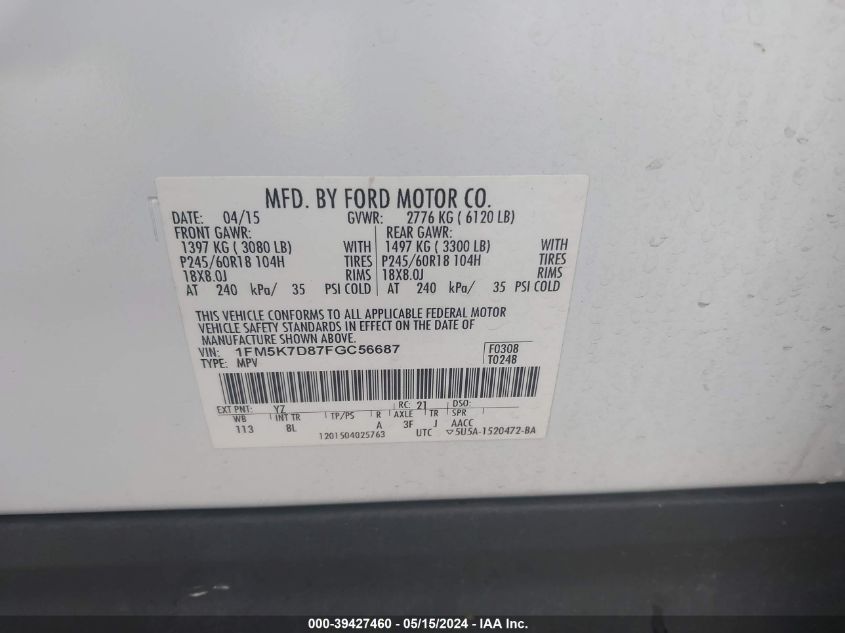 MFD. BY FORD MOTOR CO.
DATE: 04/15 GVWR: 2776 KG ( 6120 LB)
FRONT GAWR: REAR GAWR:
1397 KG ( 3080 LB) WITH 1497 KG ( 3300 LB) WITH
P245/60R18 104H TIRES P245/60R18 104H TIRES
18X8.0J RIMS 18X8.0J RIMS
AT 240 kPa/ 35 PSI COLD AT 240 kPa/ 35 PSI COLD
THIS VEHICLE CONFORMS TO ALL APPLICABLE FEDERAL MOTOR
VEHICLE SAFETY STANDARDS IN EFFECT ON THE DATE OF
MANUFACTURE SHOWN ABOVE.
VIN: 1FM5K7D87FGC56687 F0308
TYPE: MPV T024B
EXT PNT: YZ RC: 21 DSO:
WB INT TR TP/PS R AXLE TR SPR
113 BL A 3F J AACC
1201504025763 UTC ▽5U5A-1520472-BA
000-39427460 - 05/15/2024 - IAA Inc.